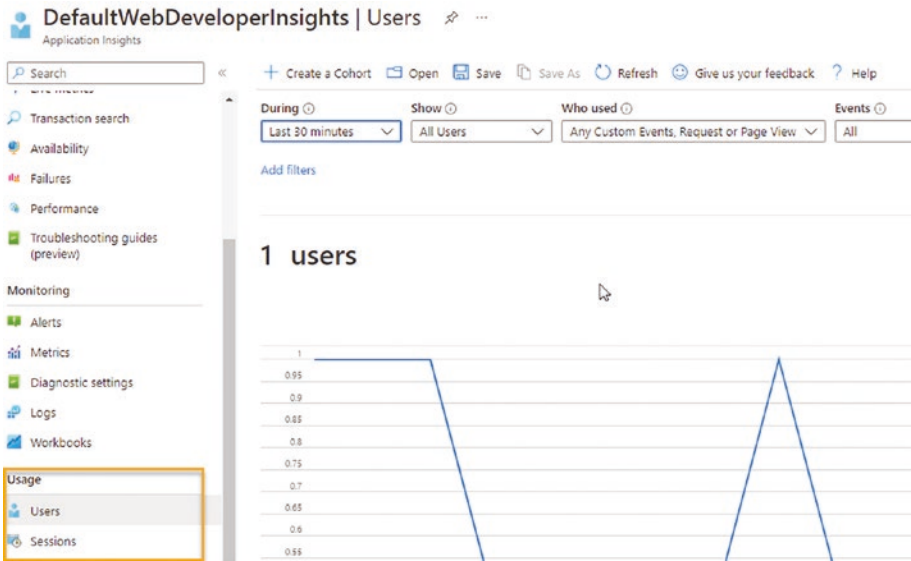 DefaultWebDeveloperInsights | Users
Application Insights
Search
Live Metrics
Transaction search
Availability
Failures
Performance
Troubleshooting guides
(preview)
Monitoring
Alerts
Metrics
Diagnostic settings
Logs
Workbooks
Usage
Users
Sessions
Create a Cohort Open Save Save As Refresh Give us your feedback Help
During Show Who used Events
Last 30 minutes All Users Any Custom Events, Request or Page View All
Add filters
1 users
1
0.95
0.9
0.85
0.8
0.75
0.7
0.65
0.6
0.55